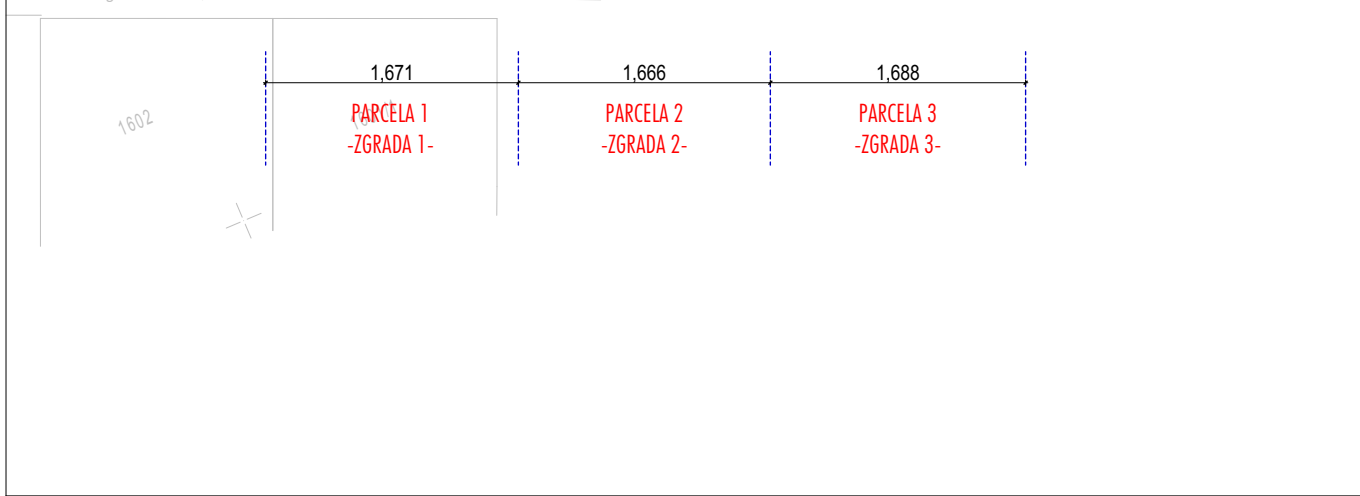 1,671
1,666
1,688
1602
PARCELA 1
-ZGRADA 1-
PARCELA 2
-ZGRADA 2-
PARCELA 3
-ZGRADA 3-